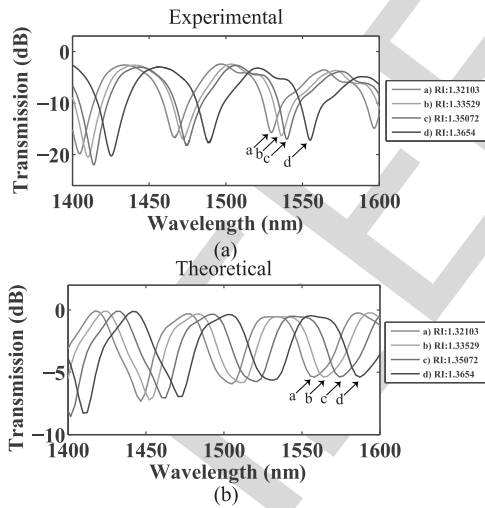 Experimental
Transmission (dB)
0
−10
−20
1400 1450 1500 1550 1600
a
b
c
d
Wavelength (nm)
a) RI:1.32103
b) RI:1.33529
c) RI:1.35072
d) RI:1.3654
(a)
Theoretical
Transmission (dB)
0
−5
−10
1400 1450 1500 1550 1600
a b c d
Wavelength (nm)
a) RI:1.32103
b) RI:1.33529
c) RI:1.35072
d) RI:1.3654
(b)